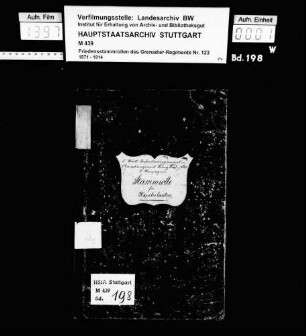 Aufn. Film
1397
Verfilmungsstelle: Landesarchiv BW
Institut für Erhaltung von Archiv- und Bibliotheksgut
HAUPTSTAATSARCHIV STUTTGART
M 439
Friedensstammrollen des Grenadier-Regiments Nr. 123
1871 - 1914
Aufn. Einheit
0001
W
Bd. 198
Stammrolle
HStA Stuttgart
M 439
Bd. 198